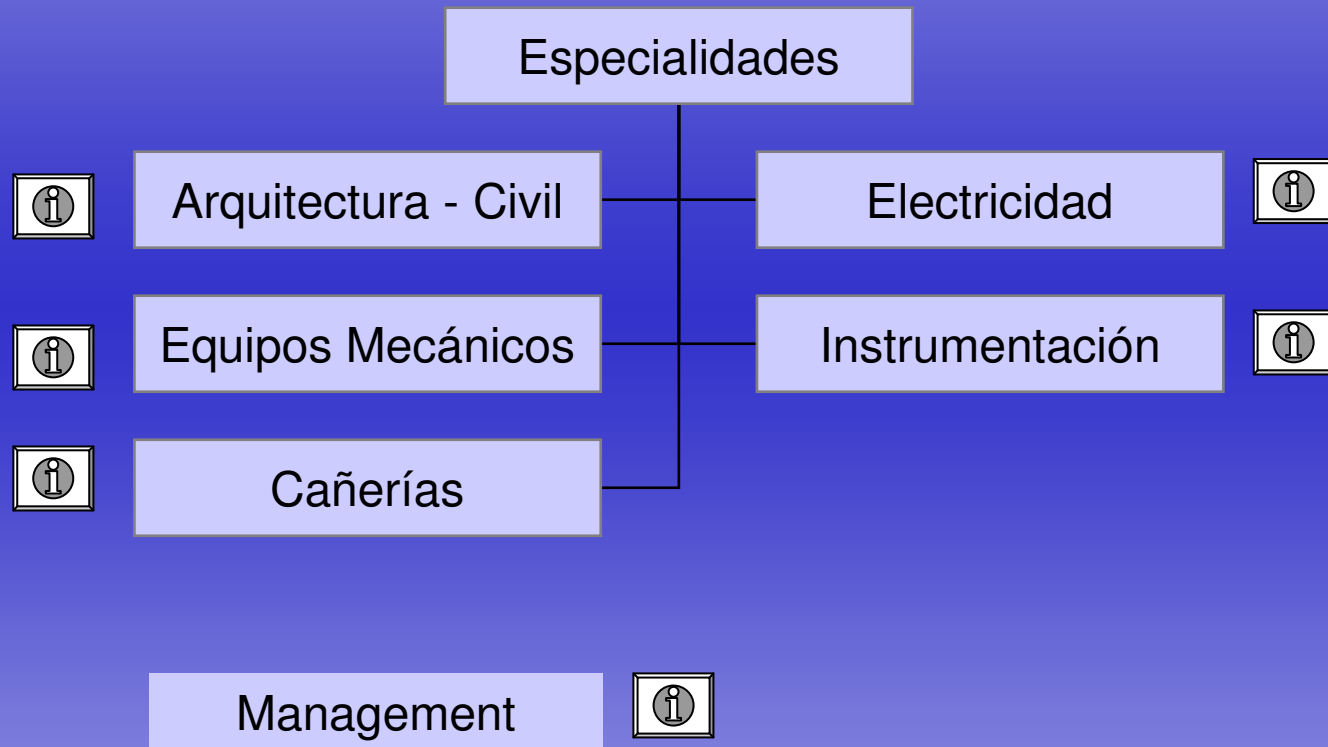 Especialidades
Arquitectura - Civil
Electricidad
Equipos Mecánicos
Instrumentación
Cañerías
Management